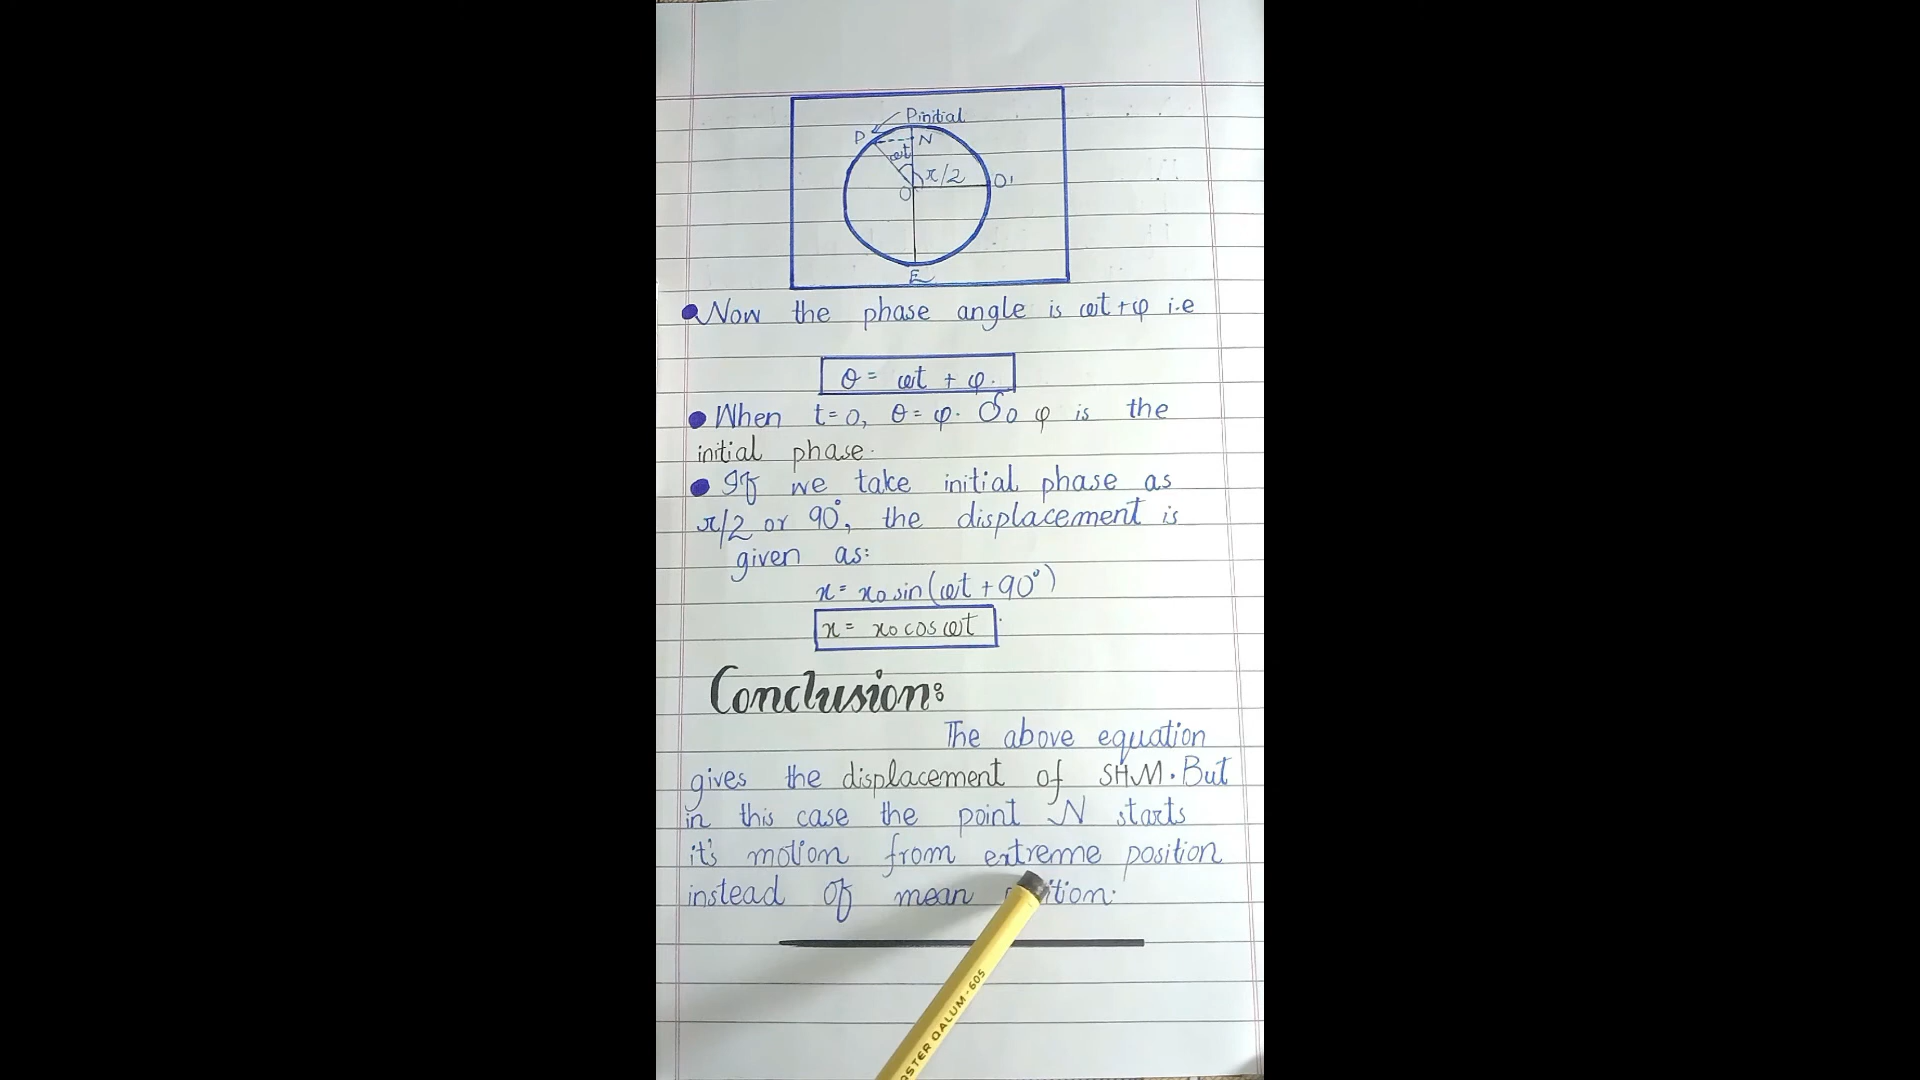 Pinitial
P
N
ωt
π/2
O'
O
E
Now the phase angle is ωt+φ i.e
θ = ωt + φ.
When t=0, θ=φ. So φ is the
initial phase.
If we take initial phase as
π/2 or 90°, the displacement is
given as:
x = x₀ sin(ωt + 90°)
x = x₀ cos ωt
Conclusion:
The above equation
gives the displacement of SHM. But
in this case the point N starts
it's motion from extreme position
instead of mean ition.
QALUM-605